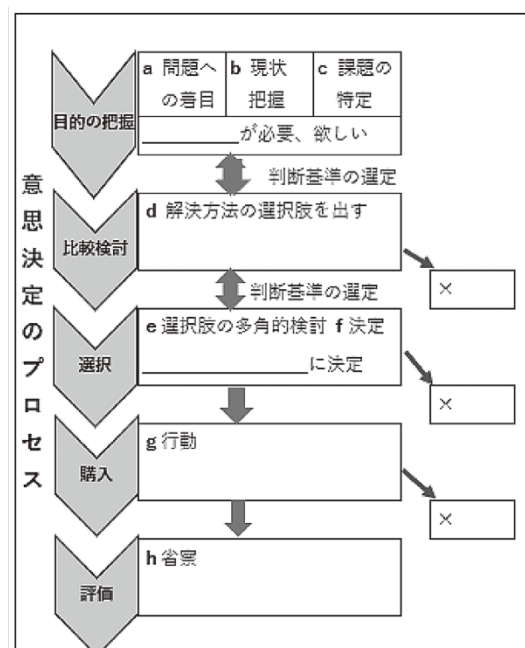 意思決定のプロセス
目的の把握
a 問題へ
の着目
b 現状
把握
c 課題の
特定
が必要、欲しい
判断基準の選定
比較検討
d 解決方法の選択肢を出す
×
判断基準の選定
選択
e 選択肢の多角的検討 f 決定
に決定
×
購入
g 行動
×
評価
h 省察